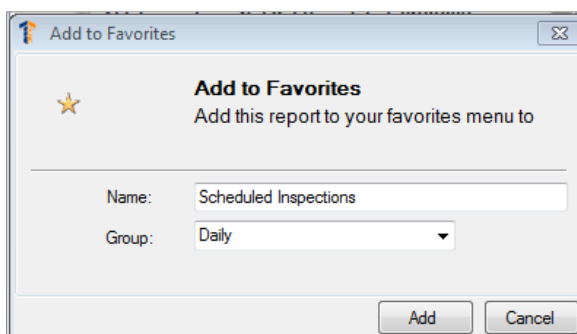 Add to Favorites
Add to Favorites
Add this report to your favorites menu to
Name: Scheduled Inspections
Group: Daily
Add Cancel